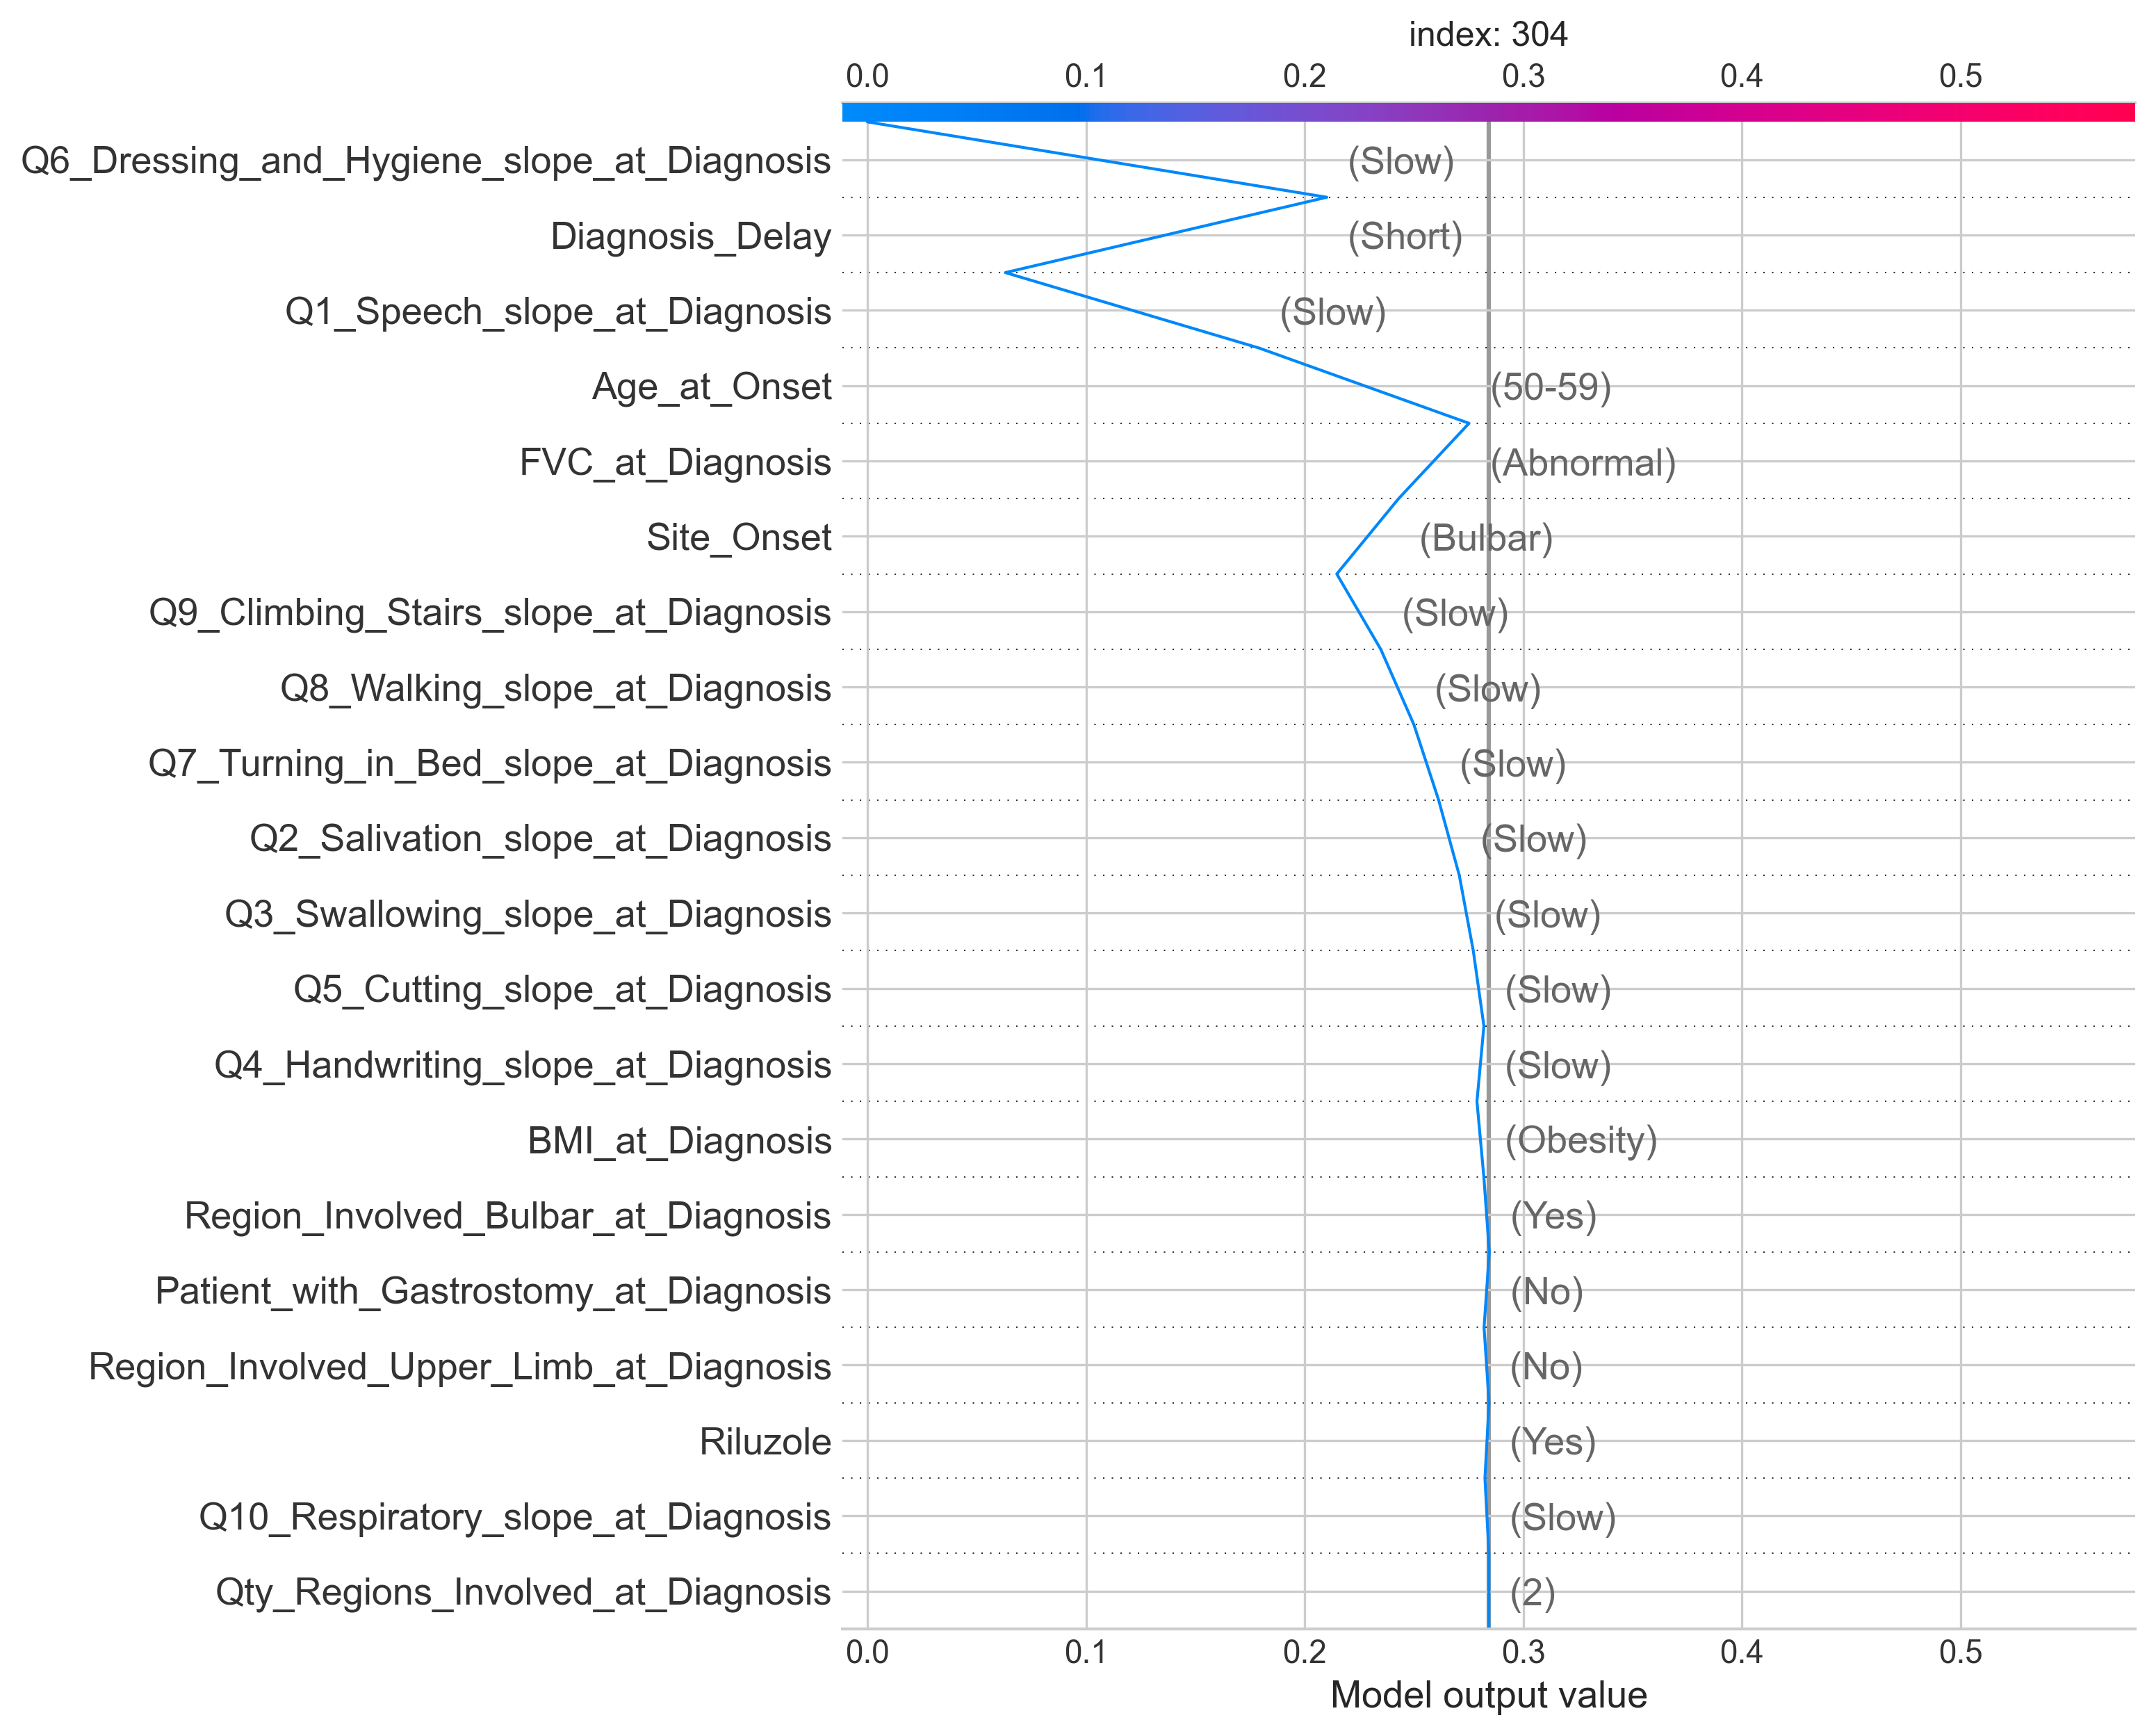 index: 304
0.0 0.1 0.2 0.3 0.4 0.5
Q6_Dressing_and_Hygiene_slope_at_Diagnosis (Slow)
Diagnosis_Delay (Short)
Q1_Speech_slope_at_Diagnosis (Slow)
Age_at_Onset (50-59)
FVC_at_Diagnosis (Abnormal)
Site_Onset (Bulbar)
Q9_Climbing_Stairs_slope_at_Diagnosis (Slow)
Q8_Walking_slope_at_Diagnosis (Slow)
Q7_Turning_in_Bed_slope_at_Diagnosis (Slow)
Q2_Salivation_slope_at_Diagnosis (Slow)
Q3_Swallowing_slope_at_Diagnosis (Slow)
Q5_Cutting_slope_at_Diagnosis (Slow)
Q4_Handwriting_slope_at_Diagnosis (Slow)
BMI_at_Diagnosis (Obesity)
Region_Involved_Bulbar_at_Diagnosis (Yes)
Patient_with_Gastrostomy_at_Diagnosis (No)
Region_Involved_Upper_Limb_at_Diagnosis (No)
Riluzole (Yes)
Q10_Respiratory_slope_at_Diagnosis (Slow)
Qty_Regions_Involved_at_Diagnosis (2)
0.0 0.1 0.2 0.3 0.4 0.5
Model output value